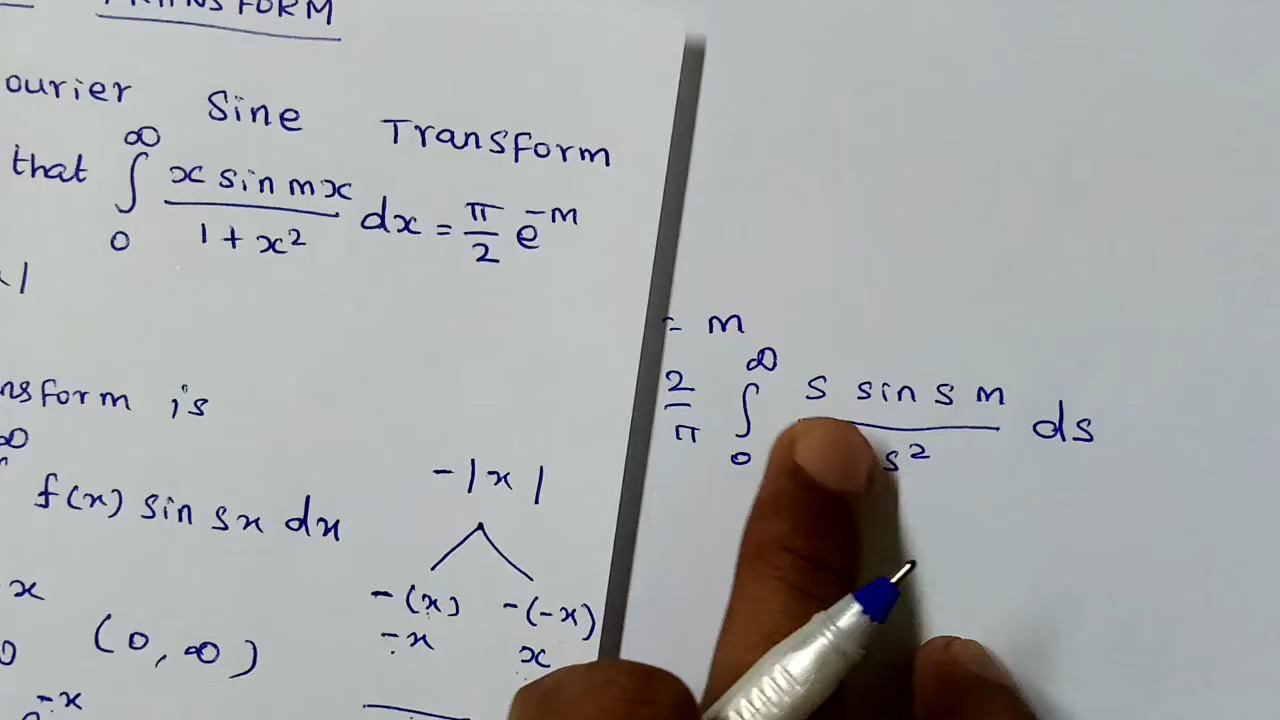 TRANSFORM
ourier Sine Transform
that ∫₀^∞ x sin mx / 1 + x² dx = π/2 e^-m
x|
nsform is
∞
f(x) sin sx dx
-|x|
-(x) -(-x)
-x x
x
(0, ∞)
-x
= m
2/π ∫₀^∞ s sin s m / s² ds